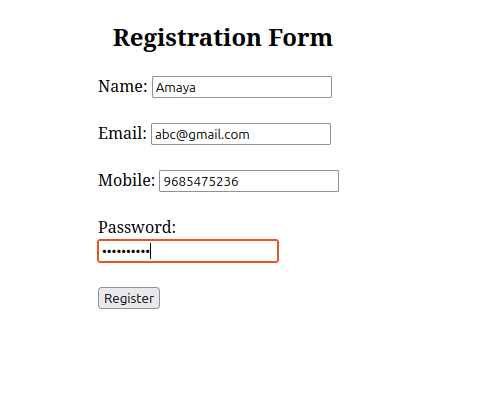 Registration Form
Name: Amaya
Email: abc@gmail.com
Mobile: 9685475236
Password:
••••••••••
Register